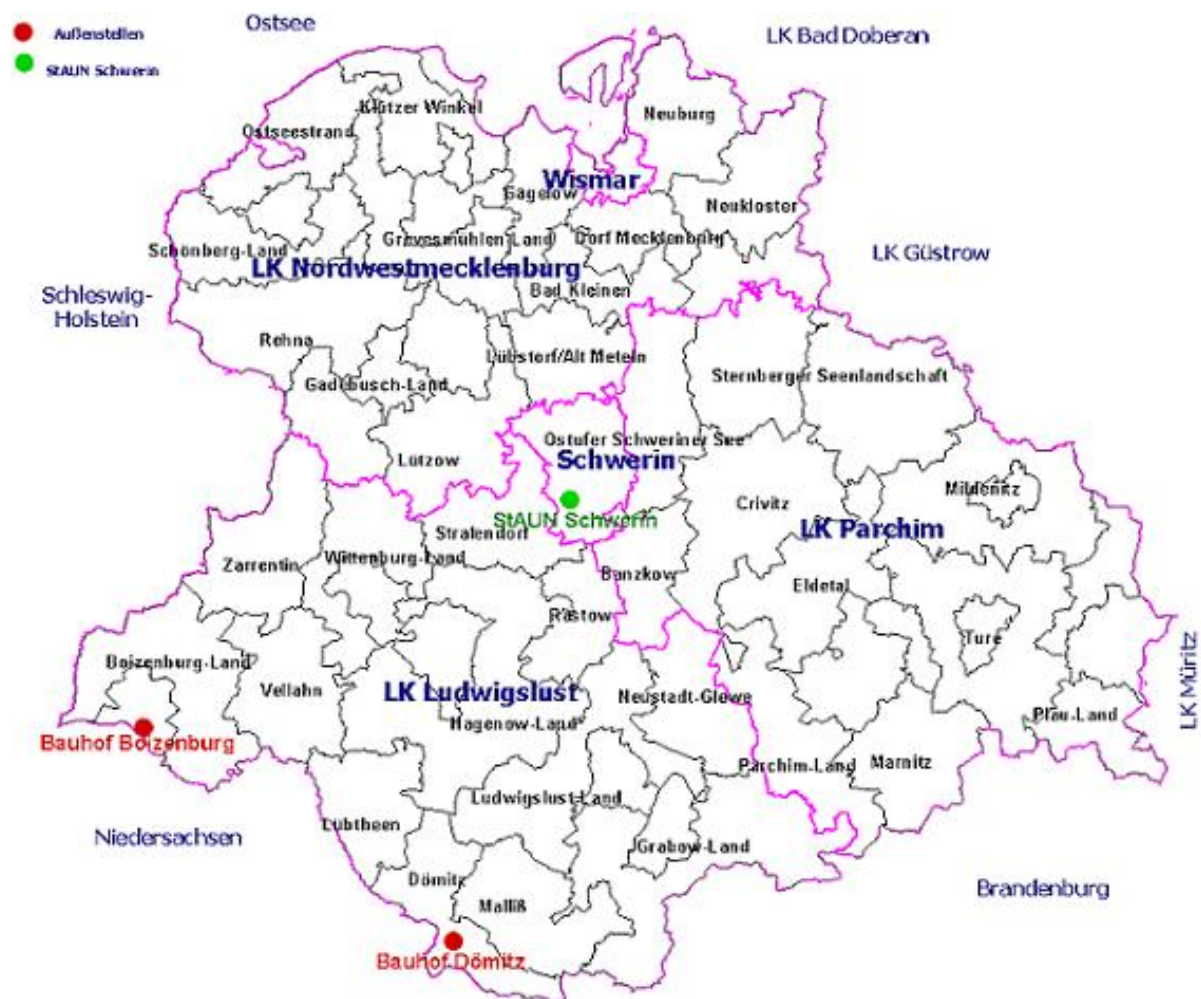 Ostsee
Außenstellen
LK Bad Doberan
StAUN Schwerin
Klützer Winkel
Neuburg
Ostseestrand
Wismar
Gagelow
Neukloster
Schönberg-Land
Grevesmühlen-Land
Dorf Mecklenburg
LK Güstrow
LK Nordwestmecklenburg
Bad Kleinen
Schleswig-
Holstein
Rehna
Lübstorf/Alt Meteln
Gadebusch-Land
Sternberger Seenlandschaft
Ostufer Schweriner See
Lützow
Schwerin
Mildenitz
Crivitz
StAUN Schwerin
LK Parchim
Stralendorf
Wittenburg-Land
Zarrentin
Banzkow
Eldetal
Rastow
Ture
Boizenburg-Land
Vellahn
LK Ludwigslust
Neustadt-Glewe
LK Müritz
Hagenow-Land
Plau-Land
Bauhof Boizenburg
Parchim-Land
Marnitz
Ludwigslust-Land
Lübtheen
Niedersachsen
Grabow-Land
Dömitz
Brandenburg
Malliß
Bauhof Dömitz